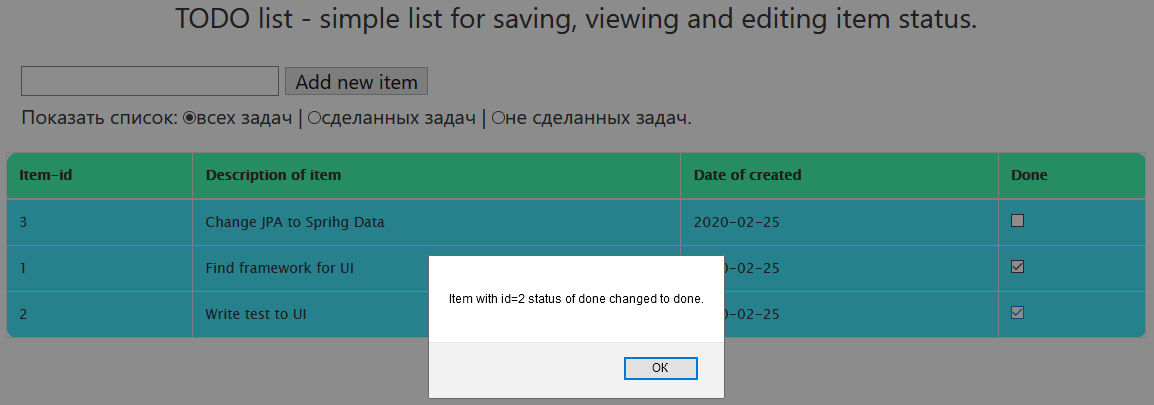 TODO list - simple list for saving, viewing and editing item status.
Add new item
Показать список: всех задач | сделанных задач | не сделанных задач.
Item-id Description of item Date of created Done
3 Change JPA to Sprihg Data 2020-02-25
1 Find framework for UI 0-02-25
2 Write test to UI 0-02-25
Item with id=2 status of done changed to done.
OK